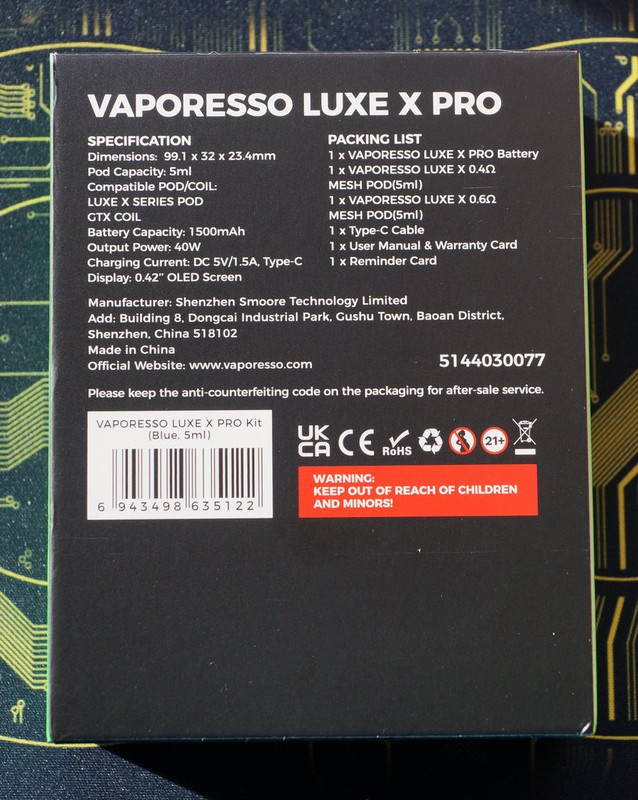 VAPORESSO LUXE X PRO
SPECIFICATION
Dimensions: 99.1 x 32 x 23.4mm
Pod Capacity: 5ml
Compatible POD/COIL:
LUXE X SERIES POD
GTX COIL
Battery Capacity: 1500mAh
Output Power: 40W
Charging Current: DC 5V/1.5A, Type-C
Display: 0.42’’ OLED Screen
PACKING LIST
1 x VAPORESSO LUXE X PRO Battery
1 x VAPORESSO LUXE X 0.4Ω
MESH POD(5ml)
1 x VAPORESSO LUXE X 0.6Ω
MESH POD(5ml)
1 x Type-C Cable
1 x User Manual & Warranty Card
1 x Reminder Card
Manufacturer: Shenzhen Smoore Technology Limited
Add: Building 8, Dongcai Industrial Park, Gushu Town, Baoan District,
Shenzhen, China 518102
Made in China
Official Website: www.vaporesso.com
5144030077
Please keep the anti-counterfeiting code on the packaging for after-sale service.
VAPORESSO LUXE X PRO Kit
(Blue, 5ml)
6 943498 635122
UK
CA
CE
RoHS
21+
WARNING:
KEEP OUT OF REACH OF CHILDREN
AND MINORS!